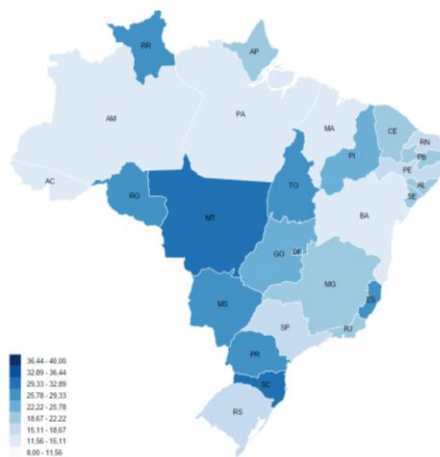 RR
AP
AM
PA
MA
CE
RN
PI
PB
PE
AC
AL
TO
SE
RO
BA
MT
GO
DF
MG
MS
ES
SP
RJ
PR
SC
RS
36,44 - 40,00
32,89 - 36,44
29,33 - 32,89
25,78 - 29,33
22,22 - 25,78
18,67 - 22,22
15,11 - 18,67
11,56 - 15,11
8,00 - 11,56